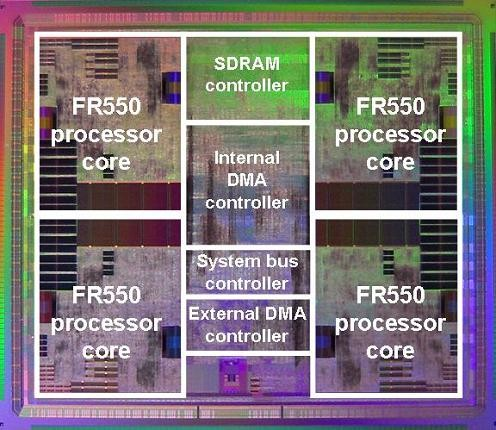 FR550
processor
core
SDRAM
controller
Internal
DMA
controller
System bus
controller
External DMA
controller
FR550
processor
core
FR550
processor
core
FR550
processor
core